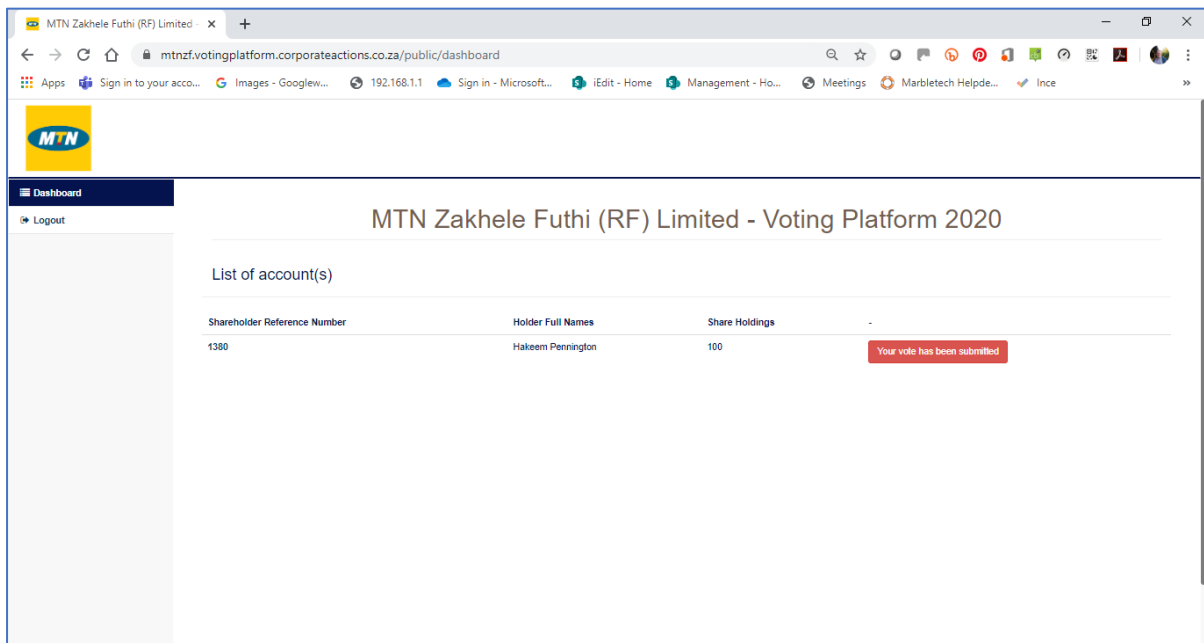 MTN Zakhele Futhi (RF) Limited -
mtnzf.votingplatform.corporateactions.co.za/public/dashboard
Apps Sign in to your acco... Images - Googlew... 192.168.1.1 Sign in - Microsoft... iEdit - Home Management - Ho... Meetings Marbletech Helpde... Ince »
MTN
Dashboard
Logout
MTN Zakhele Futhi (RF) Limited - Voting Platform 2020
List of account(s)
Shareholder Reference Number Holder Full Names Share Holdings -
1380 Hakeem Pennington 100 Your vote has been submitted